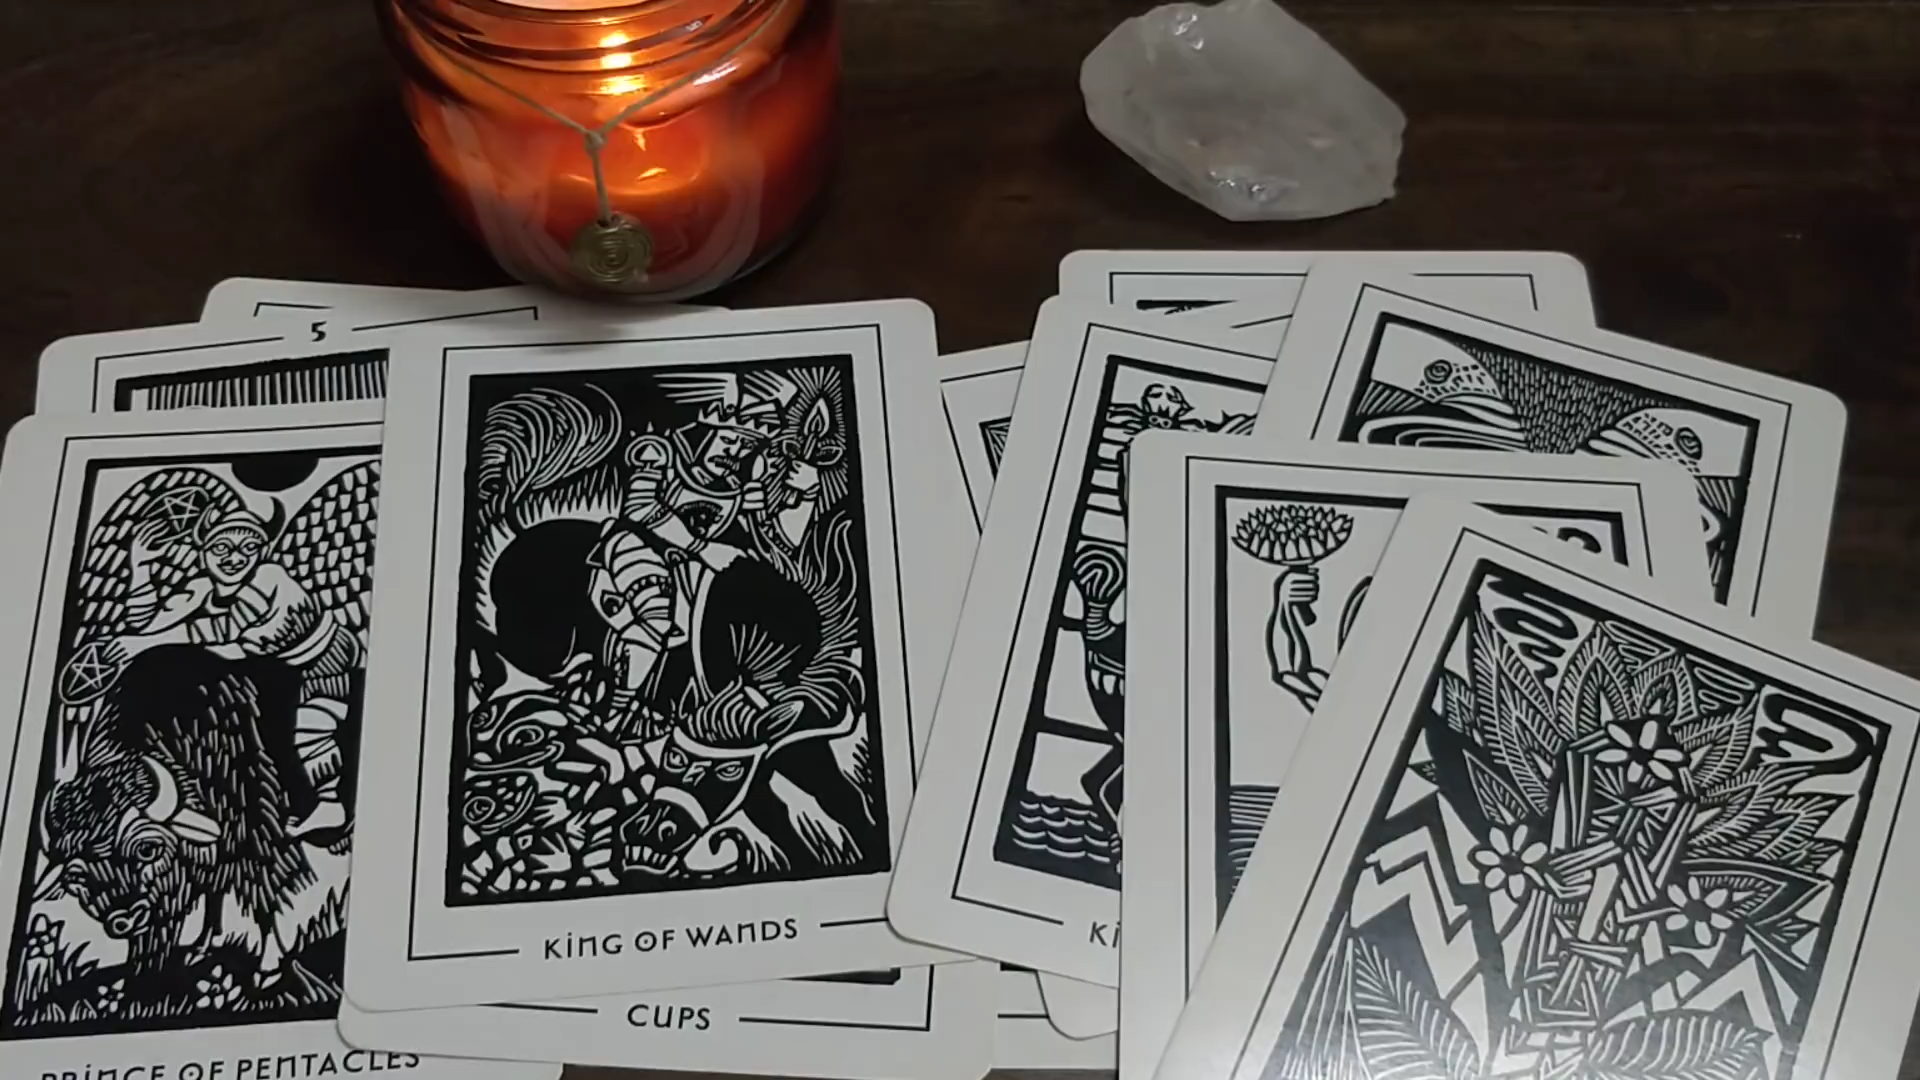 5
KING OF WANDS
CUPS
PRINCE OF PENTACLES